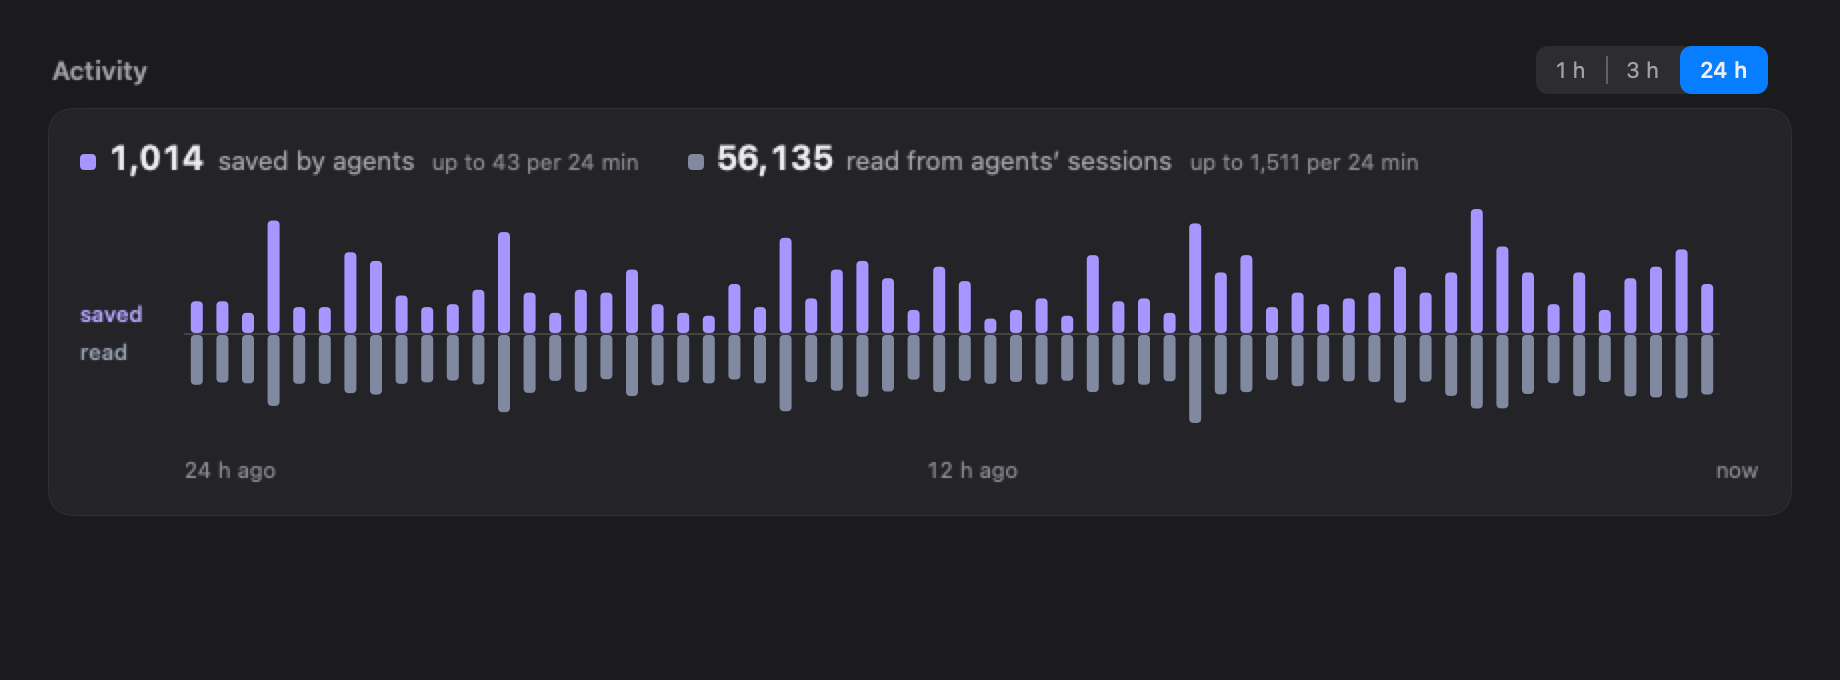 Activity
1 h 3 h 24 h
1,014 saved by agents up to 43 per 24 min 56,135 read from agents’ sessions up to 1,511 per 24 min
saved
read
24 h ago 12 h ago now